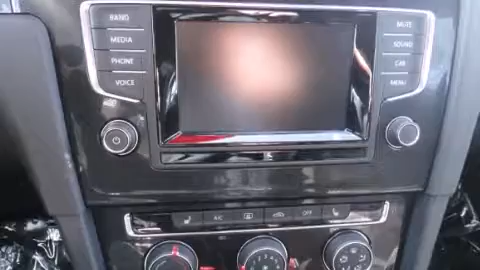 RADIO
MEDIA
PHONE
VOICE
MUTE
SOUND
CAR
MENU
A/C
OFF